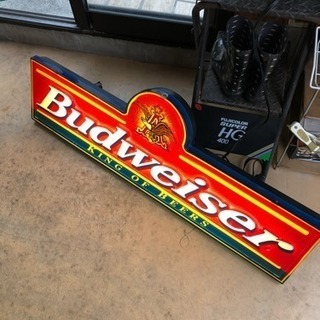 Budweiser
KING OF BEERS
FUJICOLOR
SUPER
HG
400